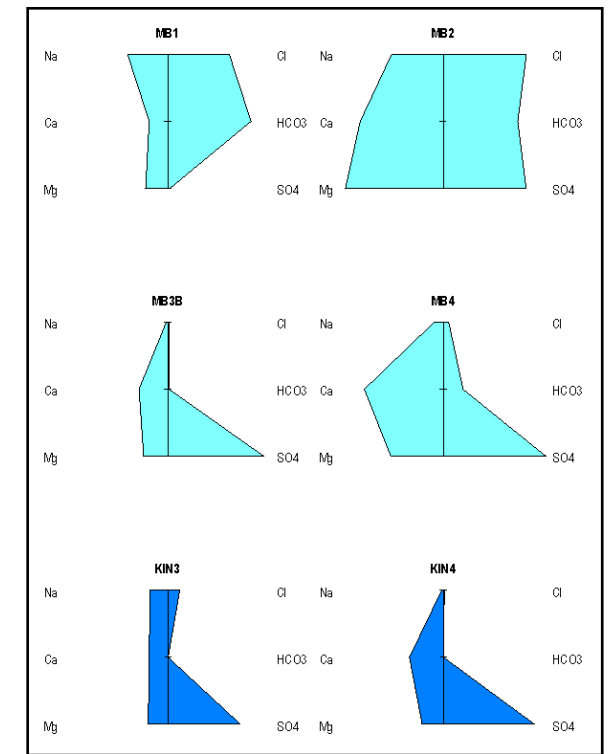 MB1 MB2
Na Cl Na Cl
Ca HCO3 Ca HCO3
Mg SO4 Mg SO4
MB3B MB4
Na Cl Na Cl
Ca HCO3 Ca HCO3
Mg SO4 Mg SO4
KIN3 KIN4
Na Cl Na Cl
Ca HCO3 Ca HCO3
Mg SO4 Mg SO4